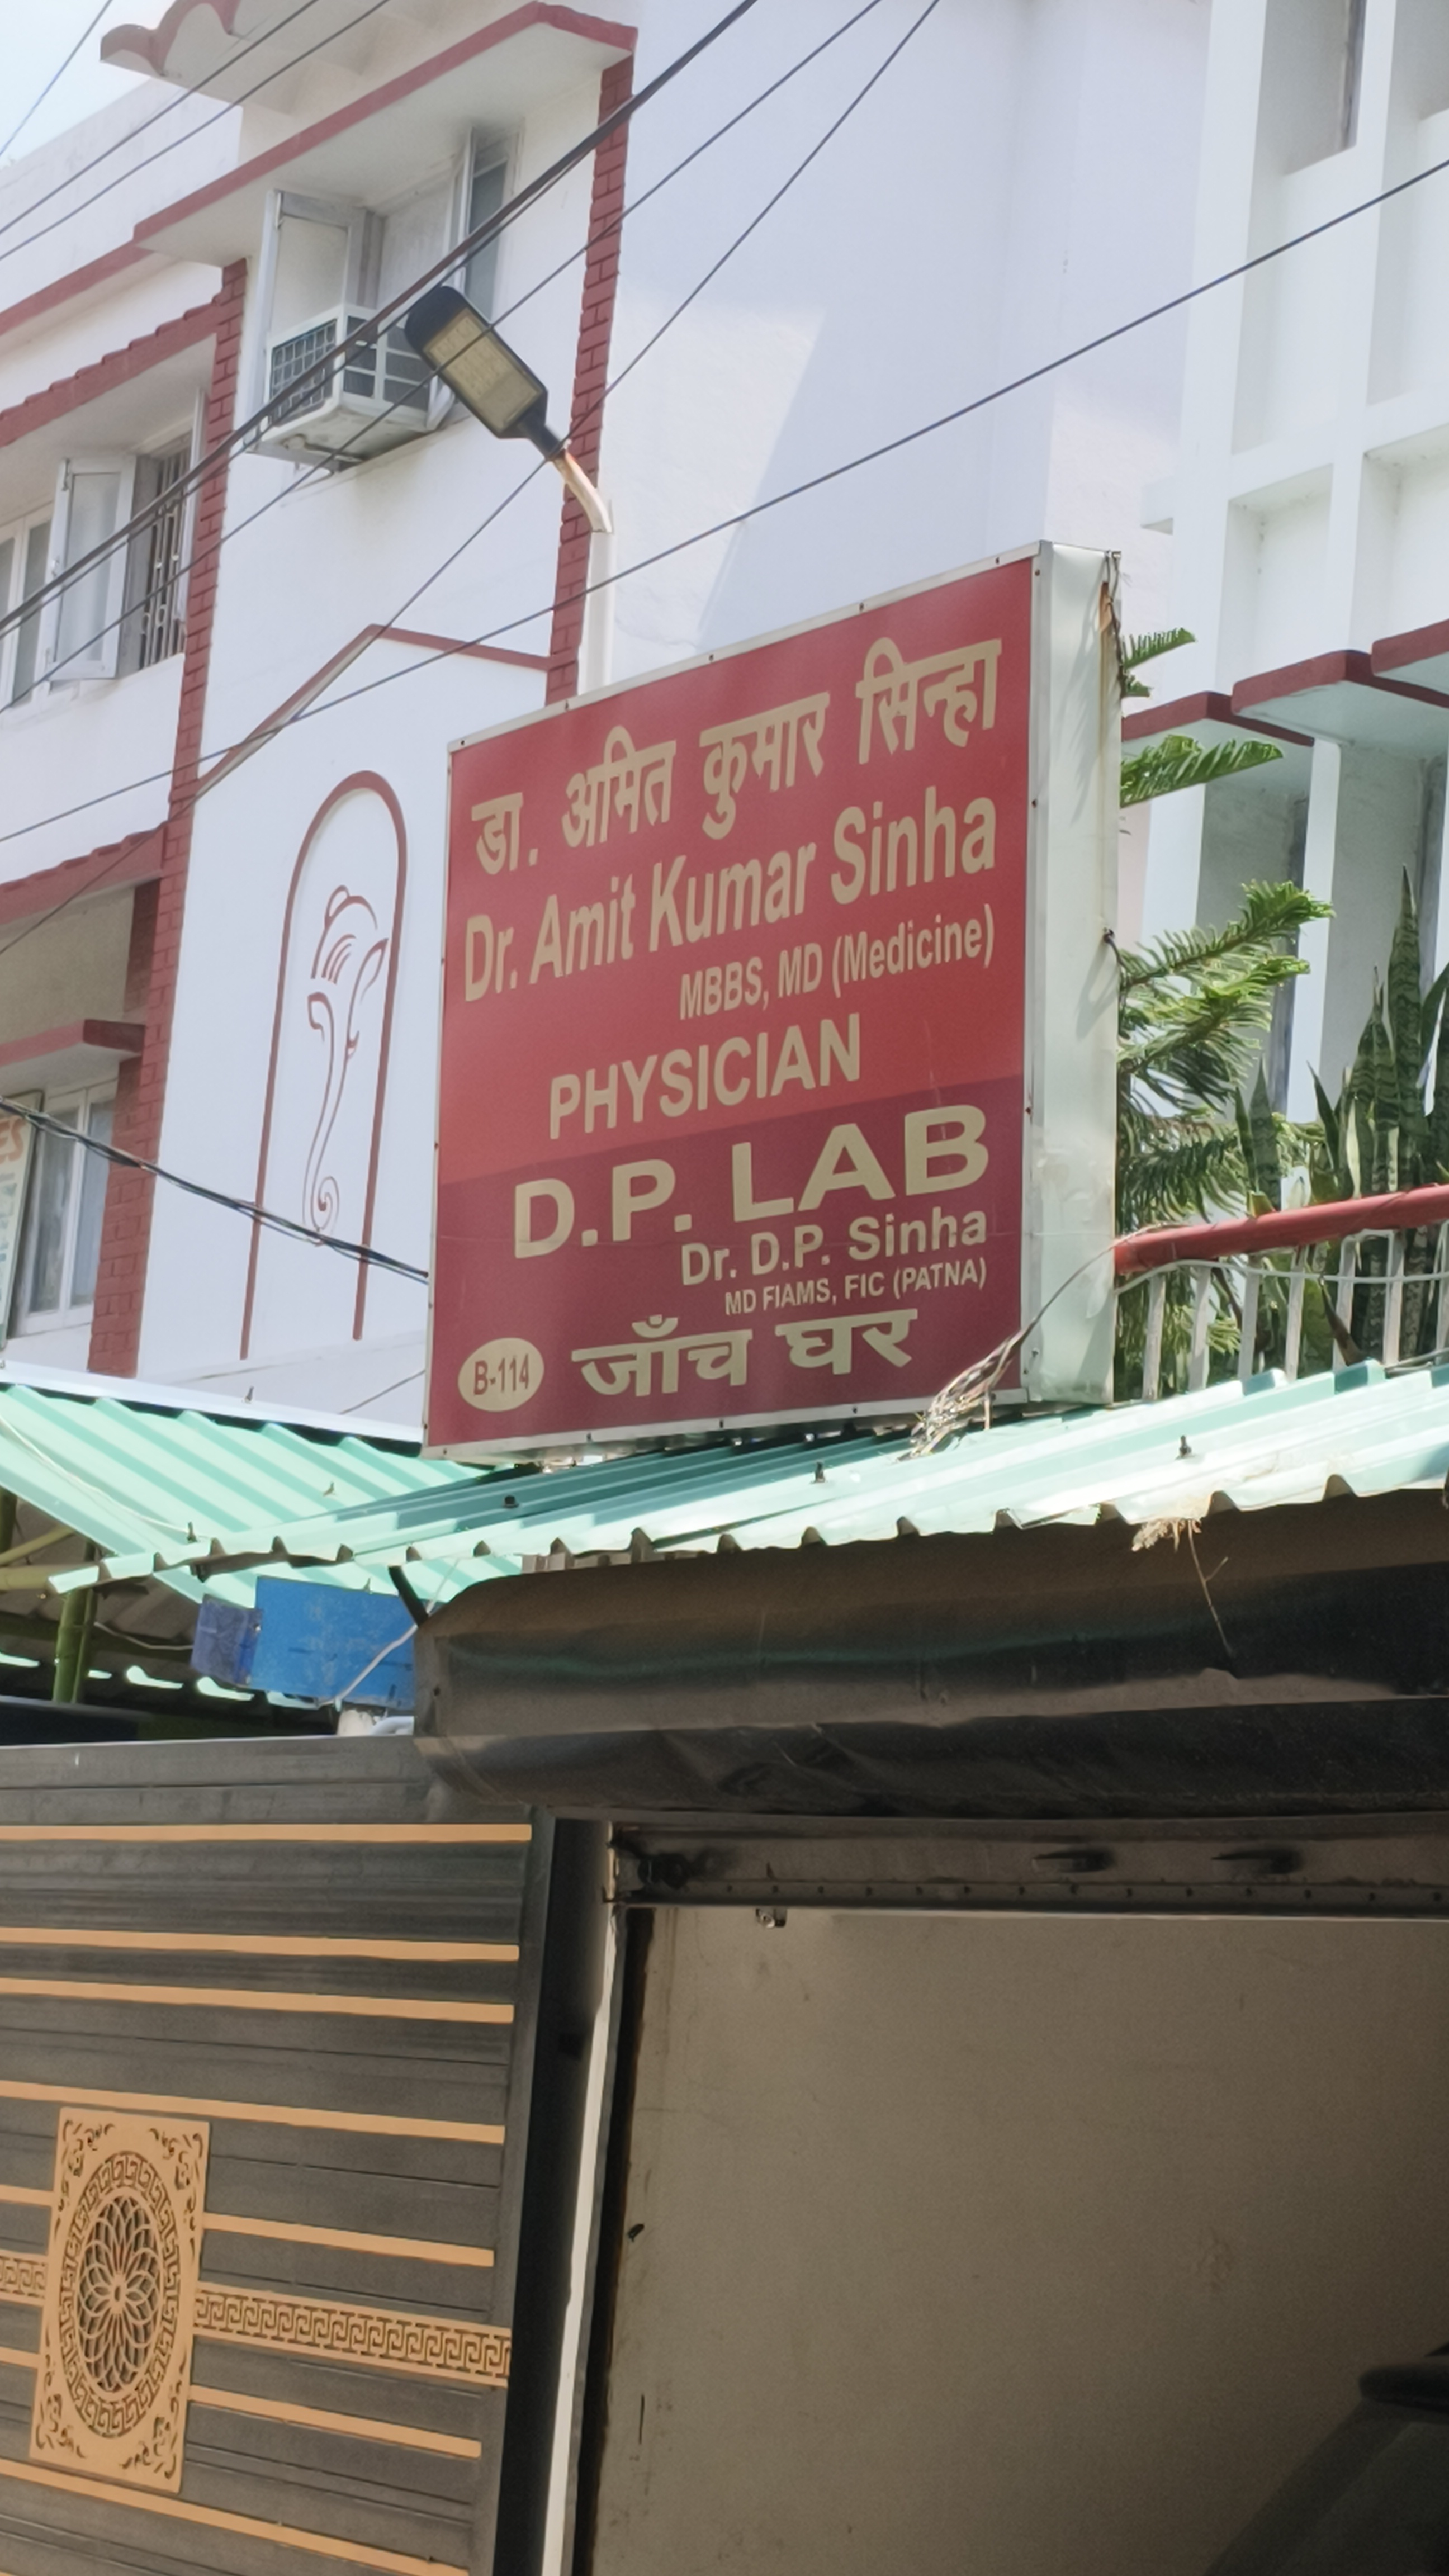 डा. अमित कुमार सिन्हा
Dr. Amit Kumar Sinha
MBBS, MD (Medicine)
PHYSICIAN
D.P. LAB
Dr. D.P. Sinha
MD FIAMS, FIC (PATNA)
B-114 जाँच घर